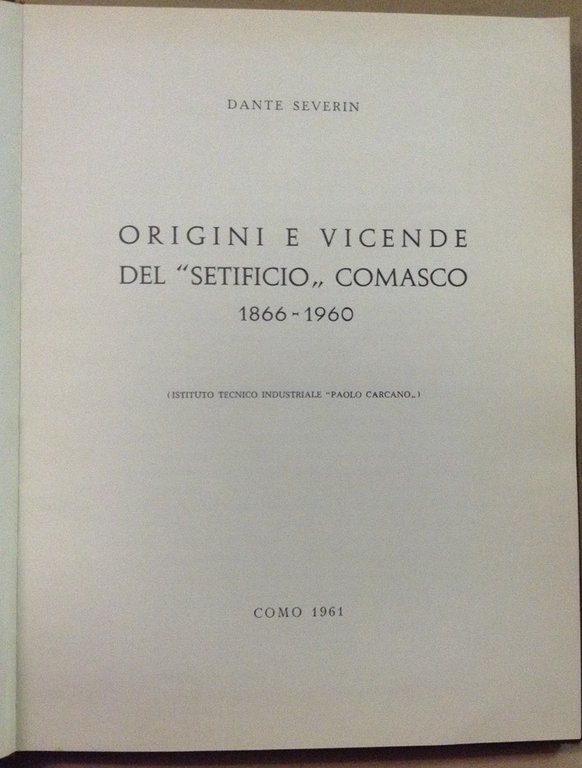 DANTE SEVERIN
ORIGINI E VICENDE
DEL “SETIFICIO„ COMASCO
1866-1960
(ISTITUTO TECNICO INDUSTRIALE “PAOLO CARCANO„)
COMO 1961